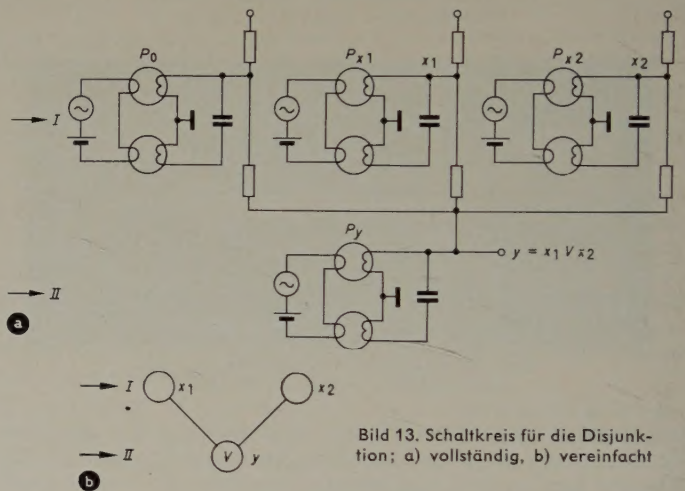 P0
Px1
x1
Px2
x2
→ I
Py
y = x1 V x2
→ II
a
→ I
x1
x2
→ II
V
y
b
Bild 13. Schaltkreis für die Disjunk-
tion; a) vollständig, b) vereinfacht